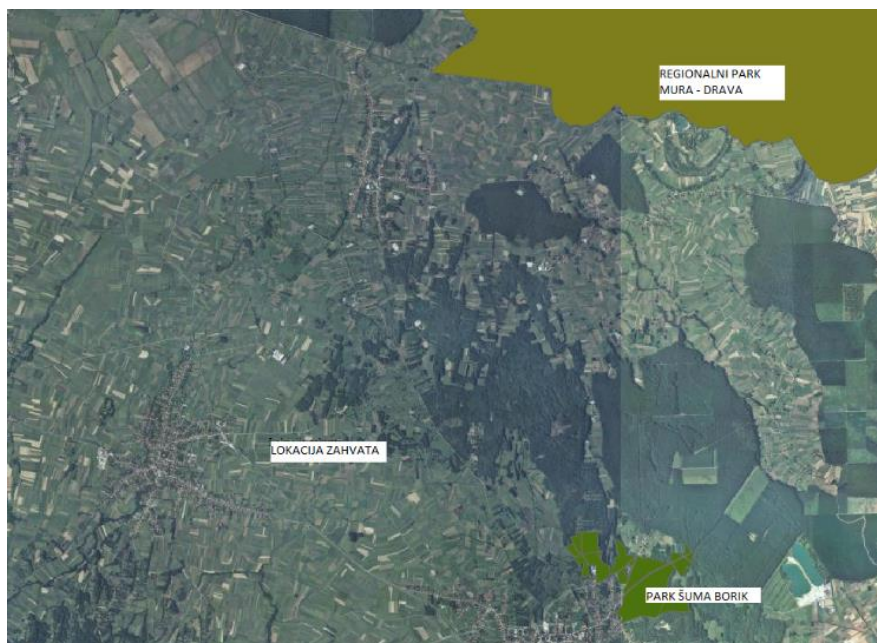 REGIONALNI PARK
MURA - DRAVA
LOKACIJA ZAHVATA
PARK ŠUMA BORIK